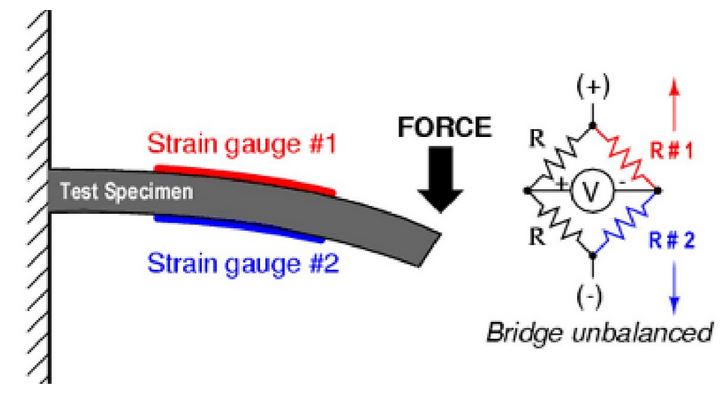 Strain gauge #1
FORCE
Test Specimen
Strain gauge #2
(+)
R
R#1
+
V
-
R
R#2
(-)
Bridge unbalanced